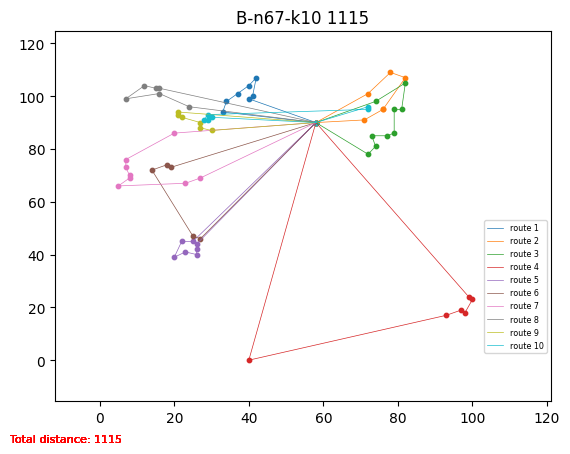 B-n67-k10 1115
120
100
80
60
40
20
0
route 1
route 2
route 3
route 4
route 5
route 6
route 7
route 8
route 9
route 10
0 20 40 60 80 100 120
Total distance: 1115